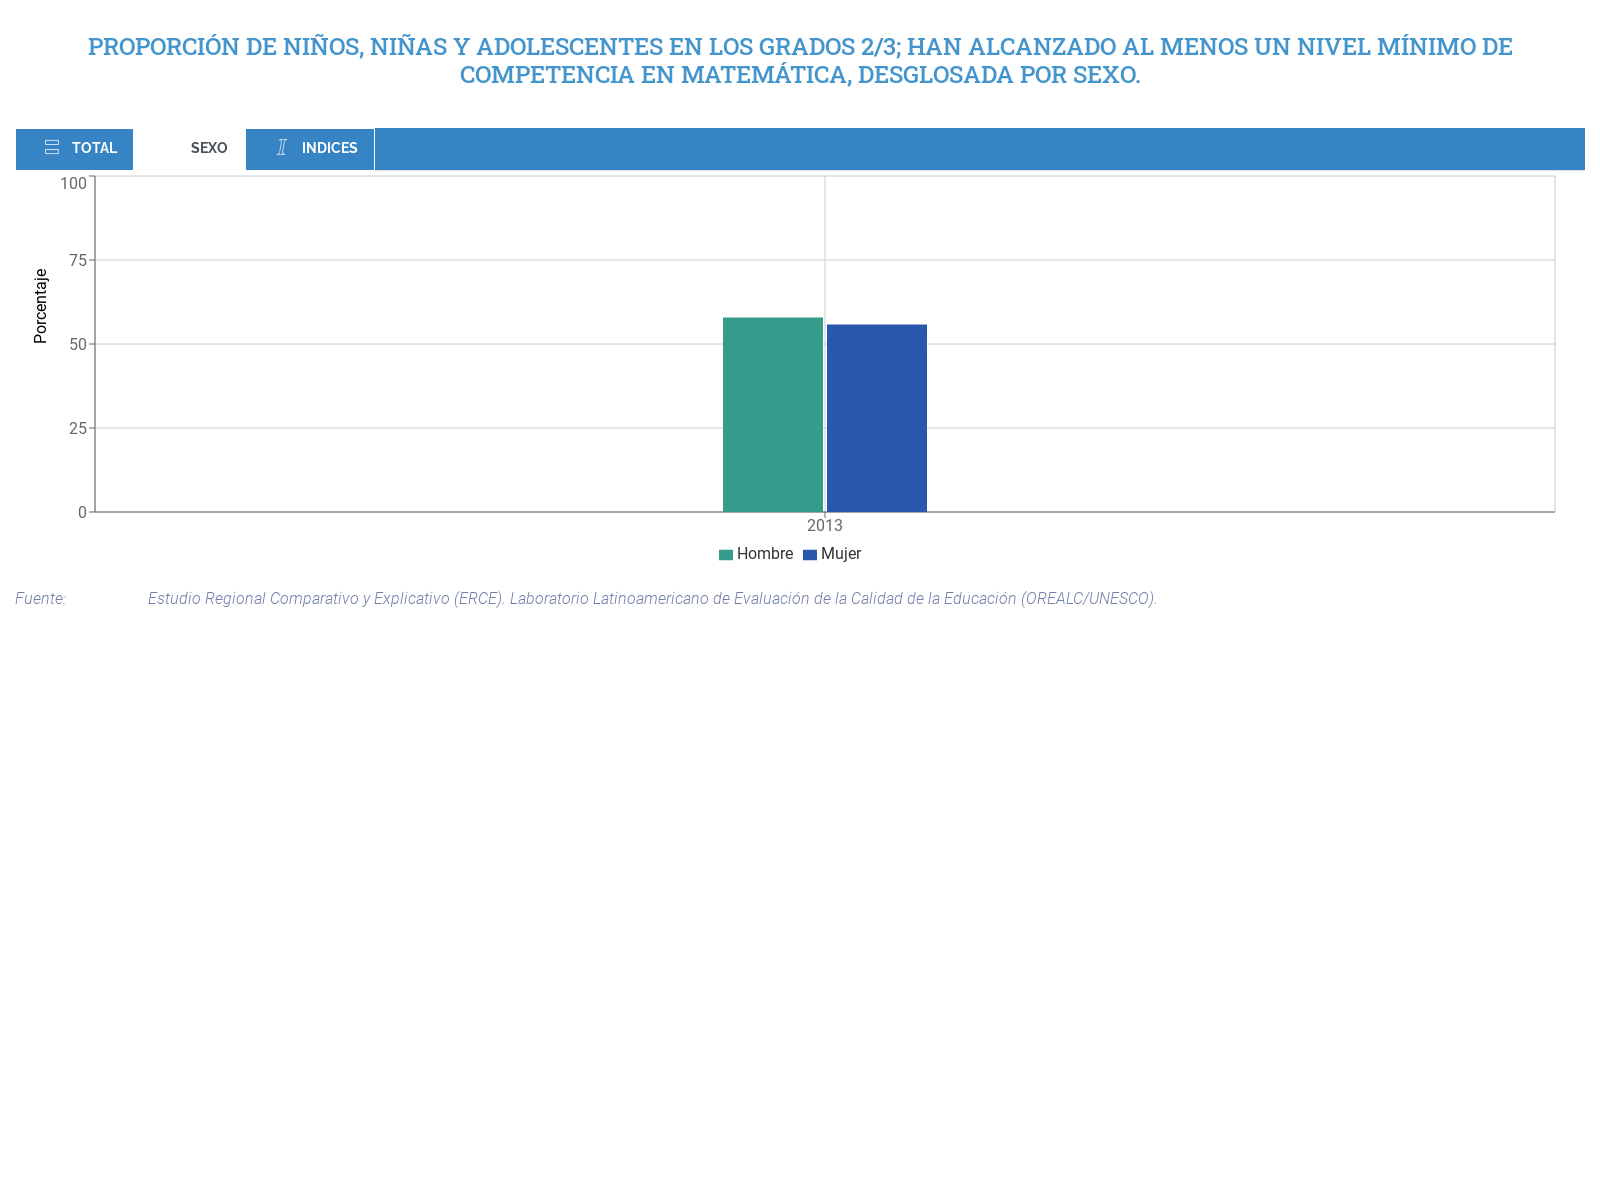 PROPORCIÓN DE NIÑOS, NIÑAS Y ADOLESCENTES EN LOS GRADOS 2/3; HAN ALCANZADO AL MENOS UN NIVEL MÍNIMO DE
COMPETENCIA EN MATEMÁTICA, DESGLOSADA POR SEXO.
TOTAL SEXO INDICES
100
75
Porcentaje
50
25
0
2013
Hombre Mujer
Fuente: Estudio Regional Comparativo y Explicativo (ERCE). Laboratorio Latinoamericano de Evaluación de la Calidad de la Educación (OREALC/UNESCO).